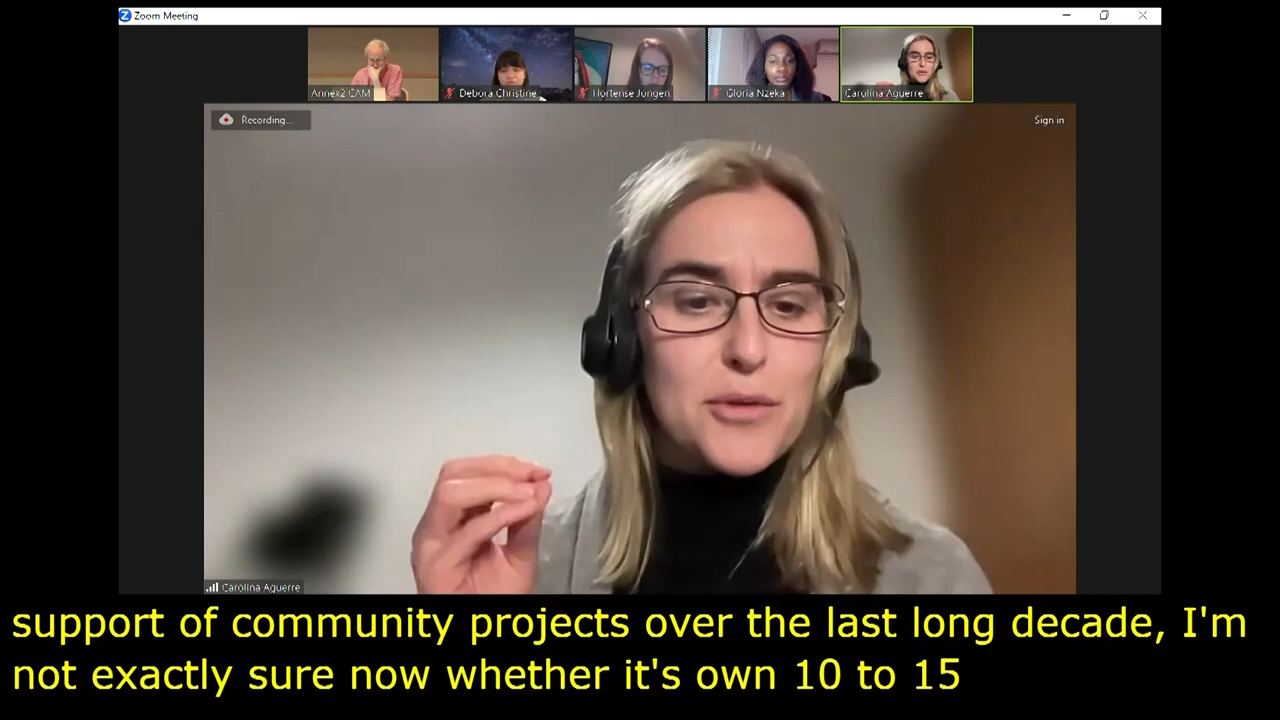 Zoom Meeting
Annex2 CAM
Debora Christine
Hortense Jongen
Gloria Nzeka
Carolina Aguerre
Recording...
Sign in
Carolina Aguerre
support of community projects over the last long decade, I'm
not exactly sure now whether it's own 10 to 15